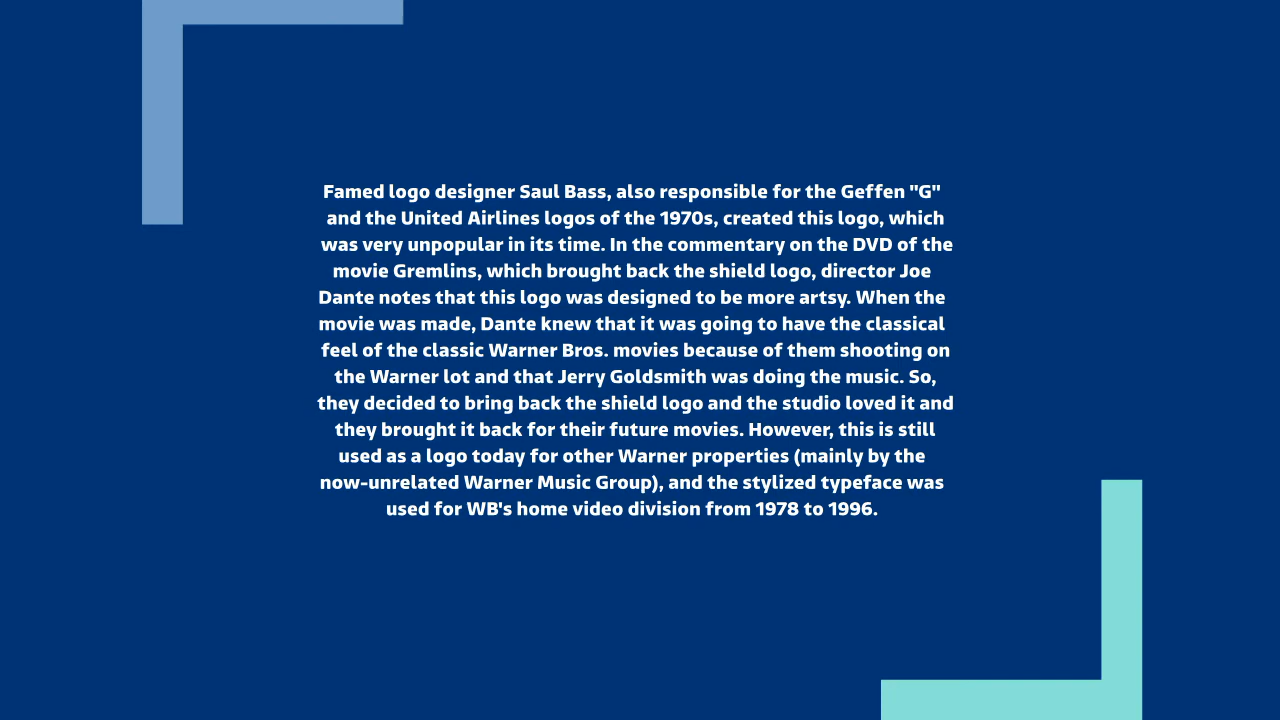 Famed logo designer Saul Bass, also responsible for the Geffen "G"
and the United Airlines logos of the 1970s, created this logo, which
was very unpopular in its time. In the commentary on the DVD of the
movie Gremlins, which brought back the shield logo, director Joe
Dante notes that this logo was designed to be more artsy. When the
movie was made, Dante knew that it was going to have the classical
feel of the classic Warner Bros. movies because of them shooting on
the Warner lot and that Jerry Goldsmith was doing the music. So,
they decided to bring back the shield logo and the studio loved it and
they brought it back for their future movies. However, this is still
used as a logo today for other Warner properties (mainly by the
now-unrelated Warner Music Group), and the stylized typeface was
used for WB's home video division from 1978 to 1996.